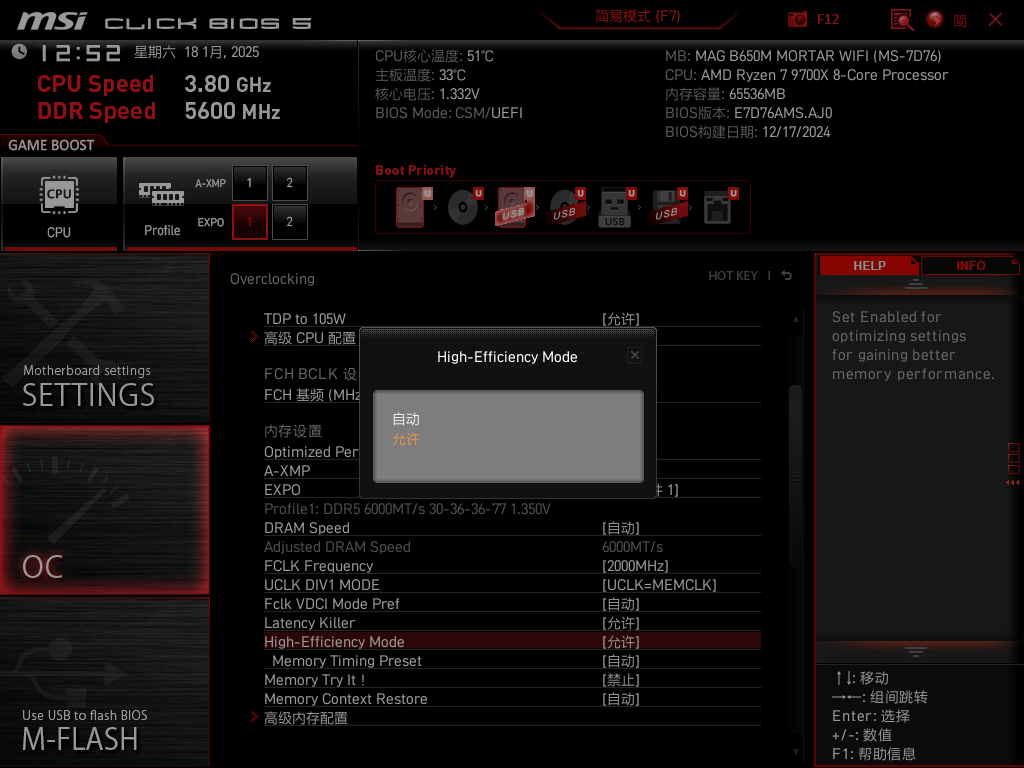 msi CLICK BIOS 5
简易模式 (F7)
F12
简
12:52 星期六 18 1月, 2025
CPU Speed 3.80 GHz
DDR Speed 5600 MHz
CPU核心温度: 51℃
主板温度: 33℃
核心电压: 1.332V
BIOS Mode: CSM/UEFI
MB: MAG B650M MORTAR WIFI (MS-7D76)
CPU: AMD Ryzen 7 9700X 8-Core Processor
内存容量: 65536MB
BIOS版本: E7D76AMS.AJ0
BIOS构建日期: 12/17/2024
GAME BOOST
CPU
CPU
Profile
A-XMP 1 2
EXPO 1 2
Boot Priority
U U U U U U U
USB USB USB USB
Motherboard settings
SETTINGS
OC
Use USB to flash BIOS
M-FLASH
Overclocking
HOT KEY
TDP to 105W [允许]
高级 CPU 配置
FCH BCLK 设
FCH 基频 (MHz
内存设置
Optimized Per
A-XMP
EXPO 1]
Profile1: DDR5 6000MT/s 30-36-36-77 1.350V
DRAM Speed [自动]
Adjusted DRAM Speed 6000MT/s
FCLK Frequency [2000MHz]
UCLK DIV1 MODE [UCLK=MEMCLK]
Fclk VDCI Mode Pref [自动]
Latency Killer [允许]
High-Efficiency Mode [允许]
Memory Timing Preset [自动]
Memory Try It ! [禁止]
Memory Context Restore [自动]
高级内存配置
High-Efficiency Mode
自动
允许
HELP
INFO
Set Enabled for
optimizing settings
for gaining better
memory performance.
↑↓: 移动
→←: 组间跳转
Enter: 选择
+/-: 数值
F1: 帮助信息